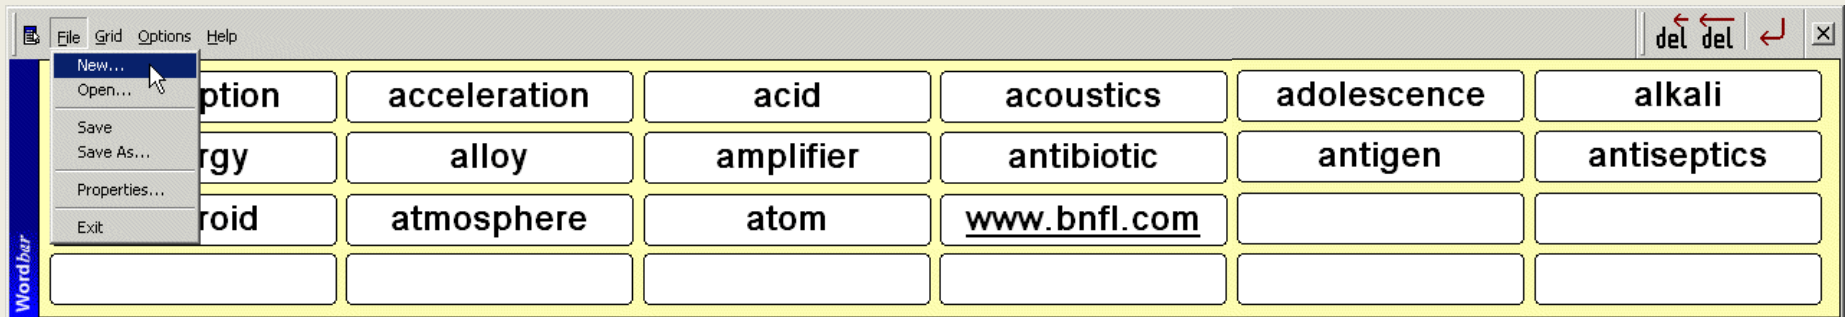 File Grid Options Help del del
New...
Open...
Save
Save As...
Properties...
Exit
ption acceleration acid acoustics adolescence alkali
rgy alloy amplifier antibiotic antigen antiseptics
roid atmosphere atom www.bnfl.com
Wordbar